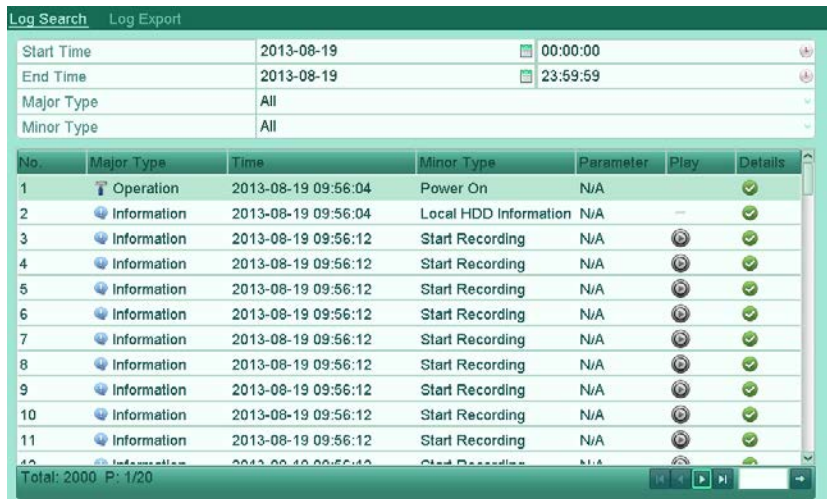 Log Search Log Export
Start Time 2013-08-19 00:00:00
End Time 2013-08-19 23:59:59
Major Type All
Minor Type All
No. Major Type Time Minor Type Parameter Play Details
1 Operation 2013-08-19 09:56:04 Power On N/A
2 Information 2013-08-19 09:56:04 Local HDD Information N/A —
3 Information 2013-08-19 09:56:12 Start Recording N/A
4 Information 2013-08-19 09:56:12 Start Recording N/A
5 Information 2013-08-19 09:56:12 Start Recording N/A
6 Information 2013-08-19 09:56:12 Start Recording N/A
7 Information 2013-08-19 09:56:12 Start Recording N/A
8 Information 2013-08-19 09:56:12 Start Recording N/A
9 Information 2013-08-19 09:56:12 Start Recording N/A
10 Information 2013-08-19 09:56:12 Start Recording N/A
11 Information 2013-08-19 09:56:12 Start Recording N/A
Total: 2000 P: 1/20